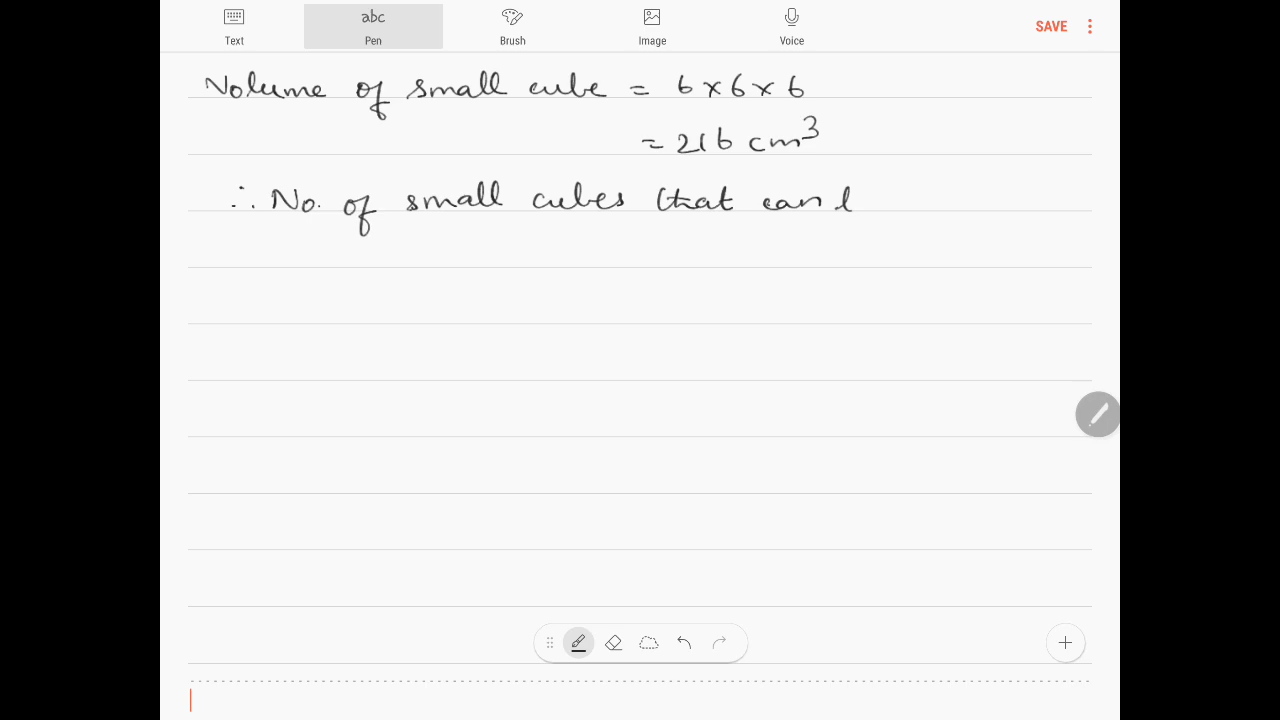 Text
abc
Pen
Brush
Image
Voice
SAVE
Volume of small cube = 6 x 6 x 6
= 216 cm³
∴ No. of small cubes that can l